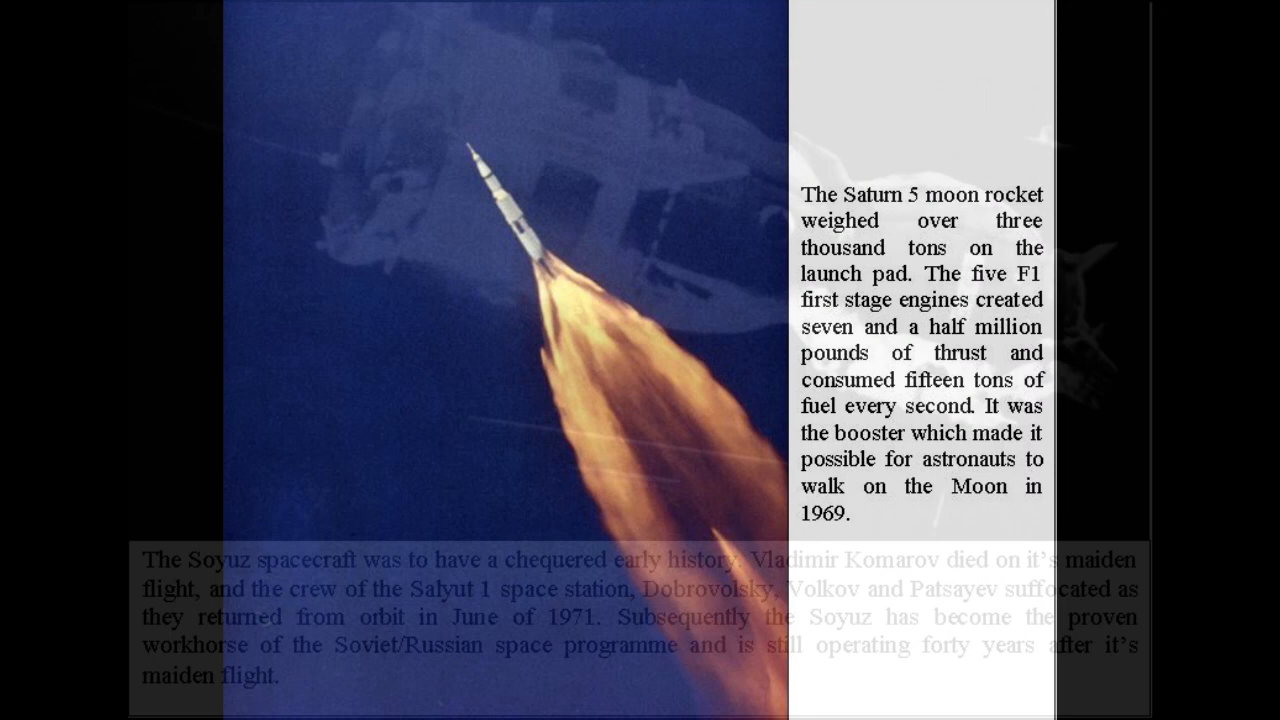 The Saturn 5 moon rocket
weighed over three
thousand tons on the
launch pad. The five F1
first stage engines created
seven and a half million
pounds of thrust and
consumed fifteen tons of
fuel every second. It was
the booster which made it
possible for astronauts to
walk on the Moon in
1969.
The Soyuz spacecraft was to have a chequered early history. Vladimir Komarov died on it's maiden
flight, and the crew of the Salyut 1 space station, Dobrovolsky, Volkov and Patsayev suffocated as
they returned from orbit in June of 1971. Subsequently the Soyuz has become the proven
workhorse of the Soviet/Russian space programme and is still operating forty years after it's
maiden flight.